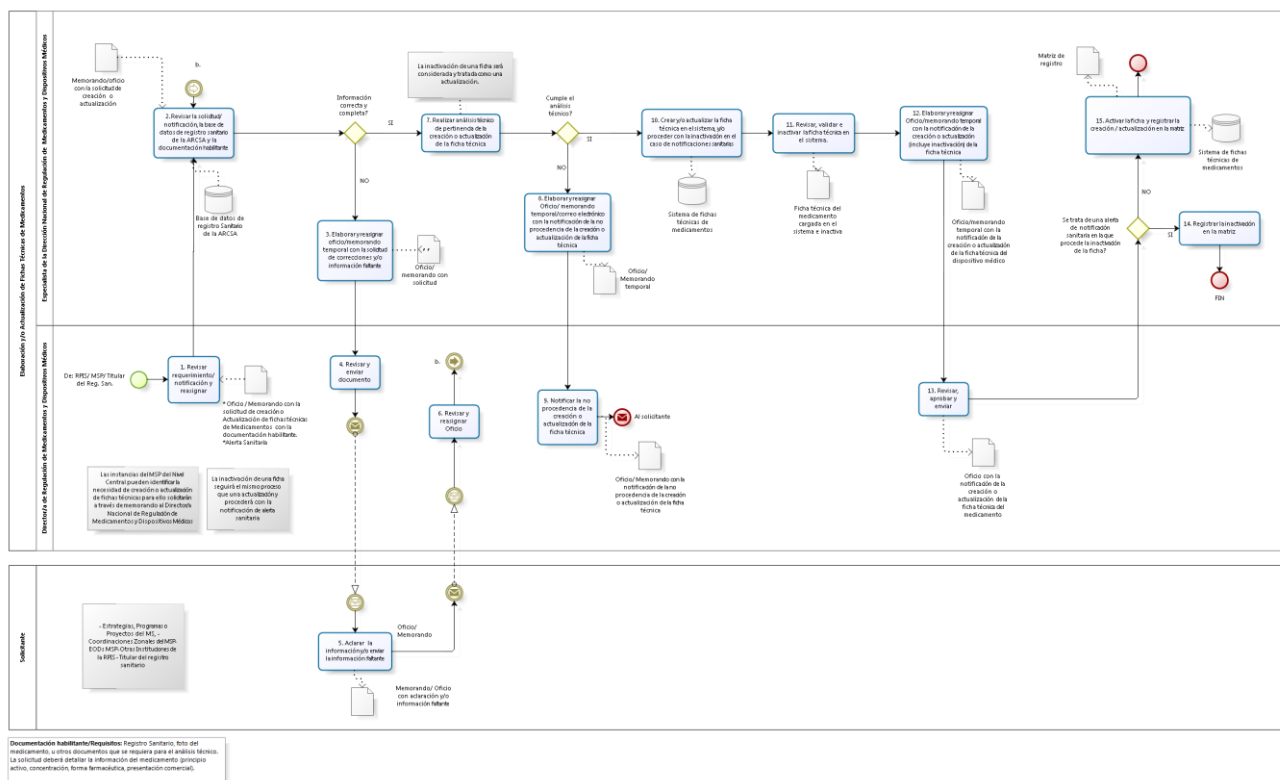 Elaboración y/o Actualización de Fichas Técnicas de Medicamentos
Especialista de la Dirección Nacional de Regulación de Medicamentos y Dispositivos Médicos
Memorando/oficio
con la solicitud de
creación o
actualización
b.
2. Revisar la solicitud/
notificación, la base de
datos de registro sanitario
de la ARCSA y la
documentación habilitante
Base de datos de
registro Sanitario
de la ARCSA
Información
correcta y
completa?
SI
NO
3. Elaborar y reasignar
oficio/memorando
temporal con la solicitud
de correcciones y/o
información faltante
Oficio/
memorando con
solicitud
La inactivación de una ficha será
considerada y tratada como una
actualización.
7. Realizar análisis técnico
de pertinencia de la
creación o actualización
de la ficha técnica
Cumple el
análisis
técnico?
SI
NO
8. Elaborar y reasignar
Oficio/ memorando
temporal/correo electrónico
con la notificación de la no
procedencia de la creación o
actualización de la ficha
técnica
Oficio/
Memorando
temporal
10. Crear y/o actualizar la ficha
técnica en el sistema, y/o
proceder con la inactivación en el
caso de notificaciones sanitarias
Sistema de fichas
técnicas de
medicamentos
11. Revisar, validar e
inactivar la ficha técnica en
el sistema.
Ficha técnica del
medicamento
cargada en el
sistema e inactiva
12. Elaborar y reasignar
Oficio/memorando temporal
con la notificación de la
creación o actualización
(incluye inactivación) de la
ficha técnica
Oficio/memorando
temporal con la
notificación de la
creación o actualización
de la ficha técnica del
dispositivo médico
Matriz de
registro
15. Activar la ficha y registrar la
creación / actualización en la matriz
Sistema de fichas
técnicas de
medicamentos
NO
Se trata de una alerta
de notificación
sanitaria en la que
procede la inactivación
de la ficha?
SI
14. Registrar la inactivación
en la matriz
FIN
Director/a de Regulación de Medicamentos y Dispositivos Médicos
De: RPIS/ MSP/ Titular
del Reg. San.
1. Revisar
requerimiento/
notificación y
reasignar
* Oficio / Memorando con la
solicitud de creación o
Actualización de fichas técnicas
de Medicamentos con la
documentación habilitante.
*Alerta Sanitaria
Las instancias del MSP del Nivel
Central pueden identificar la
necesidad de creación o actualización
de fichas técnicas para ello solicitarán
a través de memorando al Director/a
Nacional de Regulación de
Medicamentos y Dispositivos Médicos
La inactivación de una ficha
seguirá el mismo proceso
que una actualización y
procederá con la
notificación de alerta
sanitaria
4. Revisar y
enviar
documento
b.
6. Revisar y
reasignar
Oficio
9. Notificar la no
procedencia de la
creación o
actualización de la
ficha técnica
Al solicitante
Oficio/ Memorando con la
notificación de la no
procedencia de la creación
o actualización de la ficha
técnica
13. Revisar,
aprobar y
enviar
Oficio con la
notificación de la
creación o
actualización de la
ficha técnica del
medicamento
Solicitante
- Estrategias, Programas o
Proyectos del MS, -
Coordinaciones Zonales del MSP-
EODs MSP- Otras Instituciones de
la RPIS - Titular del registro
sanitario
5. Aclarar la
información y/o enviar
la información faltante
Oficio/
Memorando
Memorando/ Oficio
con aclaración y/o
información faltante
Documentación habilitante/Requisitos: Registro Sanitario, foto del
medicamento, u otros documentos que se requiera para el análisis técnico.
La solicitud deberá detallar la información del medicamento (principio
activo, concentración, forma farmacéutica, presentación comercial).